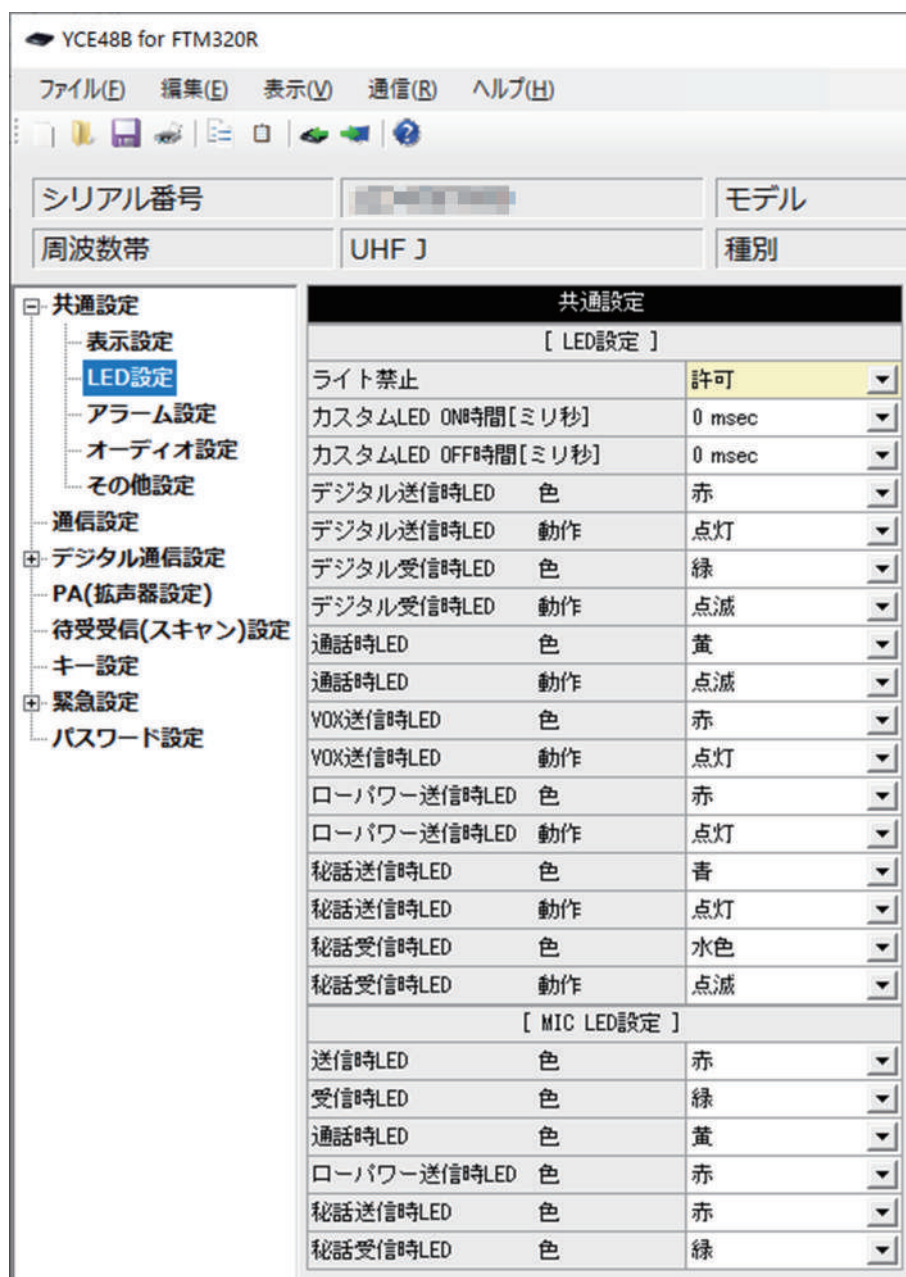 YCE48B for FTM320R
ファイル(F) 編集(E) 表示(V) 通信(R) ヘルプ(H)
シリアル番号 モデル
周波数帯 UHF J 種別
共通設定
表示設定
LED設定
アラーム設定
オーディオ設定
その他設定
通信設定
デジタル通信設定
PA(拡声器設定)
待受受信(スキャン)設定
キー設定
緊急設定
パスワード設定
共通設定
[ LED設定 ]
ライト禁止 許可
カスタムLED ON時間[ミリ秒] 0 msec
カスタムLED OFF時間[ミリ秒] 0 msec
デジタル送信時LED 色 赤
デジタル送信時LED 動作 点灯
デジタル受信時LED 色 緑
デジタル受信時LED 動作 点滅
通話時LED 色 黄
通話時LED 動作 点滅
VOX送信時LED 色 赤
VOX送信時LED 動作 点灯
ローパワー送信時LED 色 赤
ローパワー送信時LED 動作 点灯
秘話送信時LED 色 青
秘話送信時LED 動作 点灯
秘話受信時LED 色 水色
秘話受信時LED 動作 点滅
[ MIC LED設定 ]
送信時LED 色 赤
受信時LED 色 緑
通話時LED 色 黄
ローパワー送信時LED 色 赤
秘話送信時LED 色 赤
秘話受信時LED 色 緑